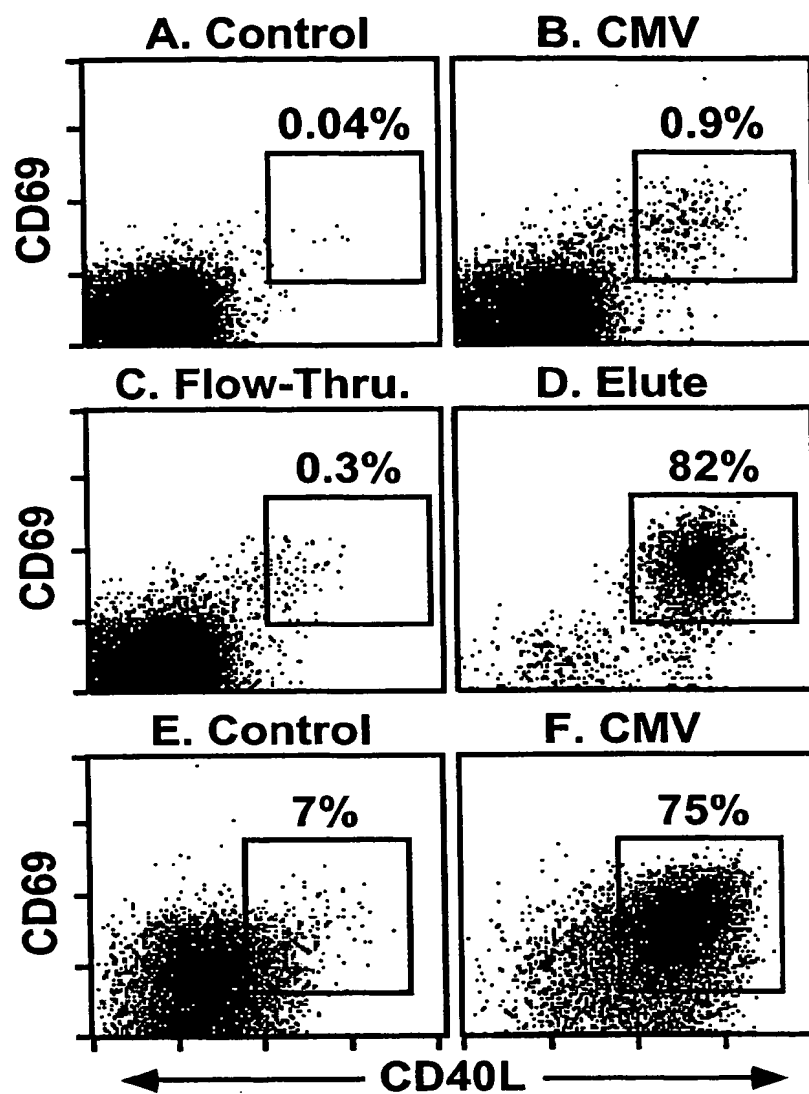 A. Control
B. CMV
0.04%
0.9%
CD69
C. Flow-Thru.
D. Elute
0.3%
82%
CD69
E. Control
F. CMV
7%
75%
CD69
CD40L